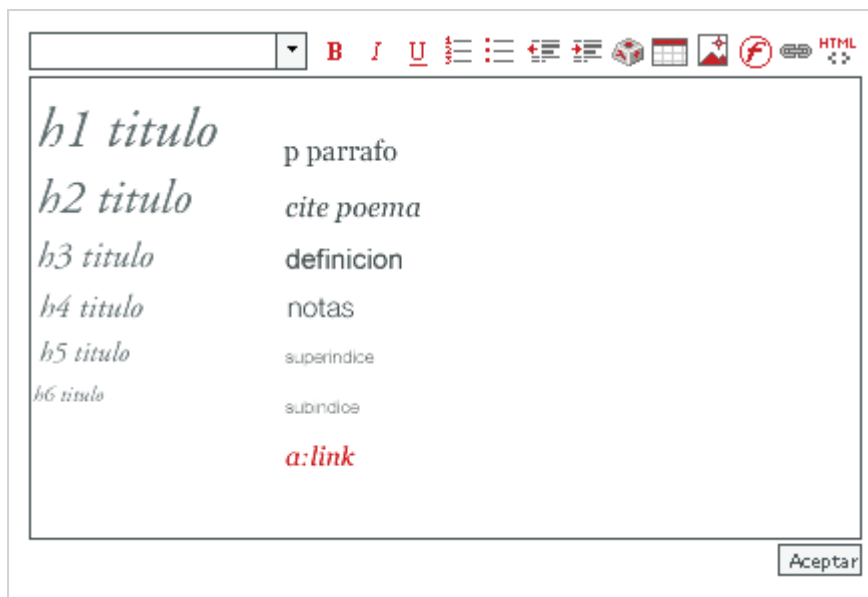 B I U HTML
h1 titulo
h2 titulo
h3 titulo
h4 titulo
h5 titulo
h6 titulo
p parrafo
cite poema
definicion
notas
superindice
subindice
a:link
Aceptar